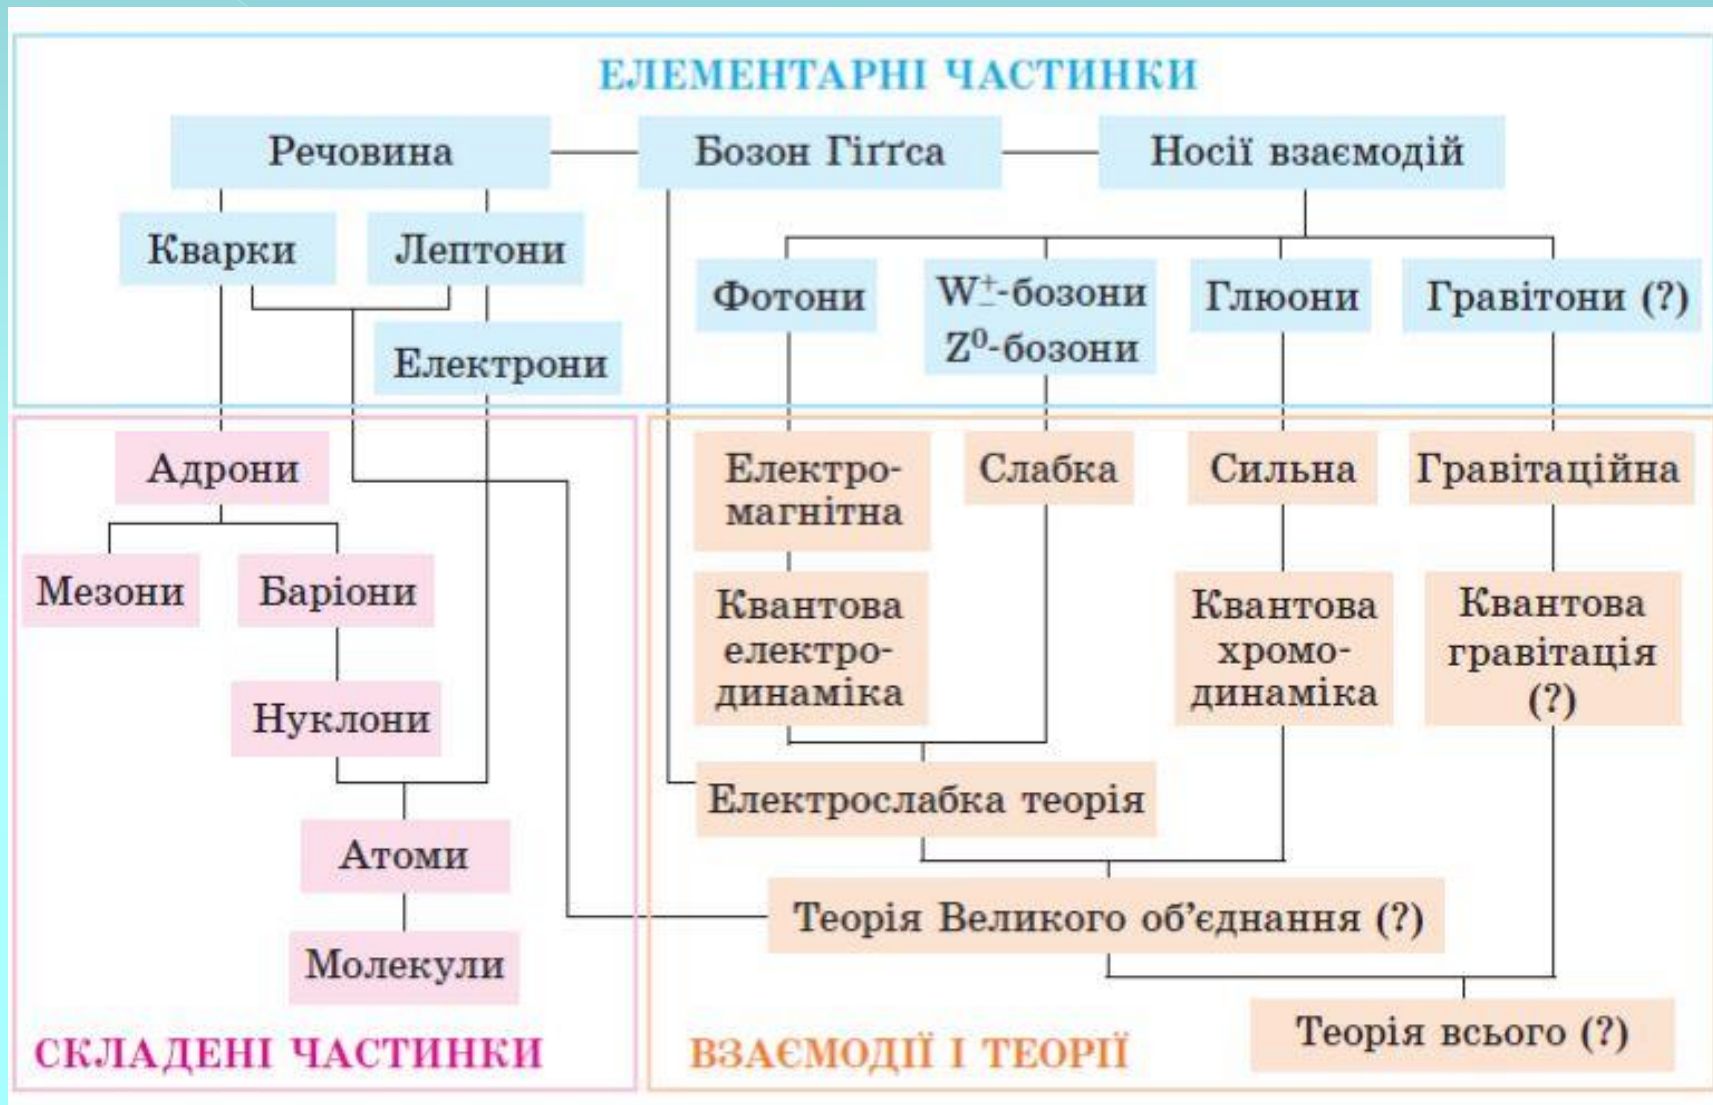 ЕЛЕМЕНТАРНІ ЧАСТИНКИ
Речовина
Бозон Гіґґса
Носії взаємодій
Кварки
Лептони
Електрони
Фотони
W±-бозони
Z⁰-бозони
Глюони
Гравітони (?)
Адрони
Мезони
Баріони
Нуклони
Атоми
Молекули
СКЛАДЕНІ ЧАСТИНКИ
Електро-
магнітна
Слабка
Сильна
Гравітаційна
Квантова
електро-
динаміка
Квантова
хромо-
динаміка
Квантова
гравітація
(?)
Електрослабка теорія
Теорія Великого об’єднання (?)
Теорія всього (?)
ВЗАЄМОДІЇ І ТЕОРІЇ